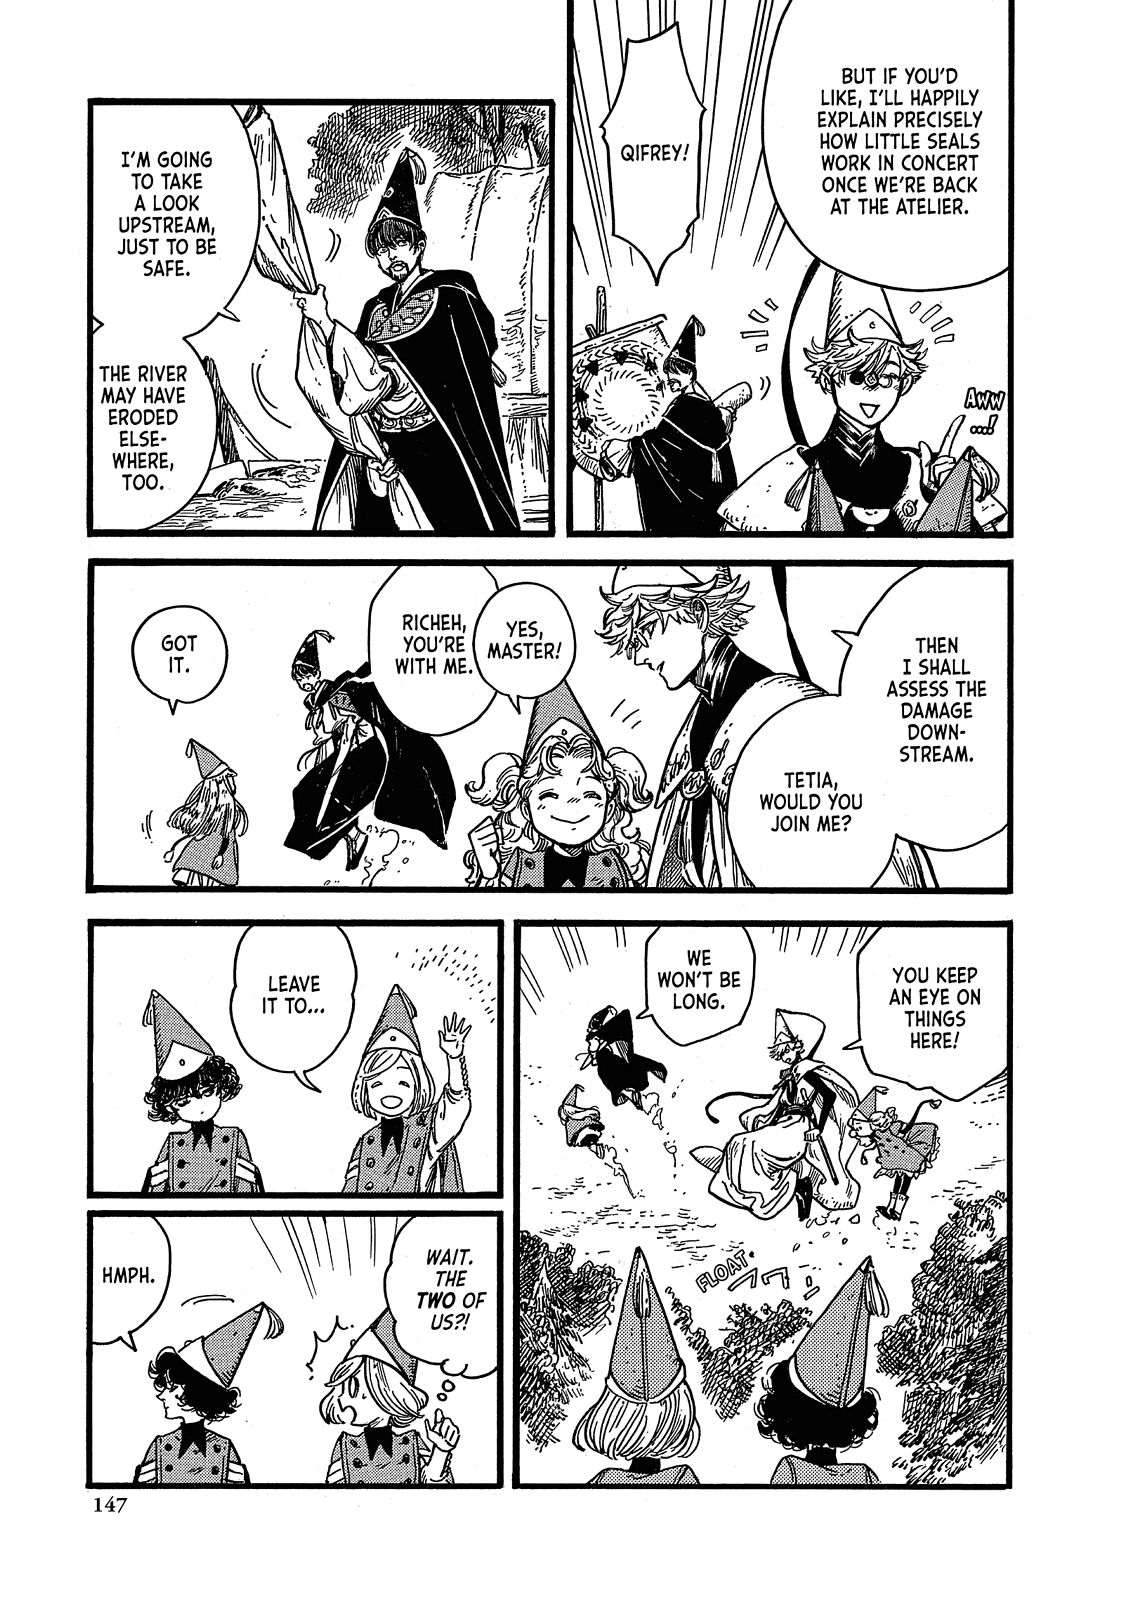 BUT IF YOU'D
LIKE, I'LL HAPPILY
EXPLAIN PRECISELY
HOW LITTLE SEALS
WORK IN CONCERT
ONCE WE'RE BACK
AT THE ATELIER.
AWW
...!
QIFREY!
I'M GOING
TO TAKE
A LOOK
UPSTREAM,
JUST TO BE
SAFE.
THE RIVER
MAY HAVE
ERODED
ELSE-
WHERE,
TOO.
THEN
I SHALL
ASSESS THE
DAMAGE
DOWN-
STREAM.
TETIA,
WOULD YOU
JOIN ME?
YES,
MASTER!
RICHEH,
YOU'RE
WITH ME.
GOT
IT.
YOU KEEP
AN EYE ON
THINGS
HERE!
WE
WON'T BE
LONG.
FLOAT
フワ
LEAVE
IT TO...
WAIT.
THE
TWO OF
US?!
HMPH.
147